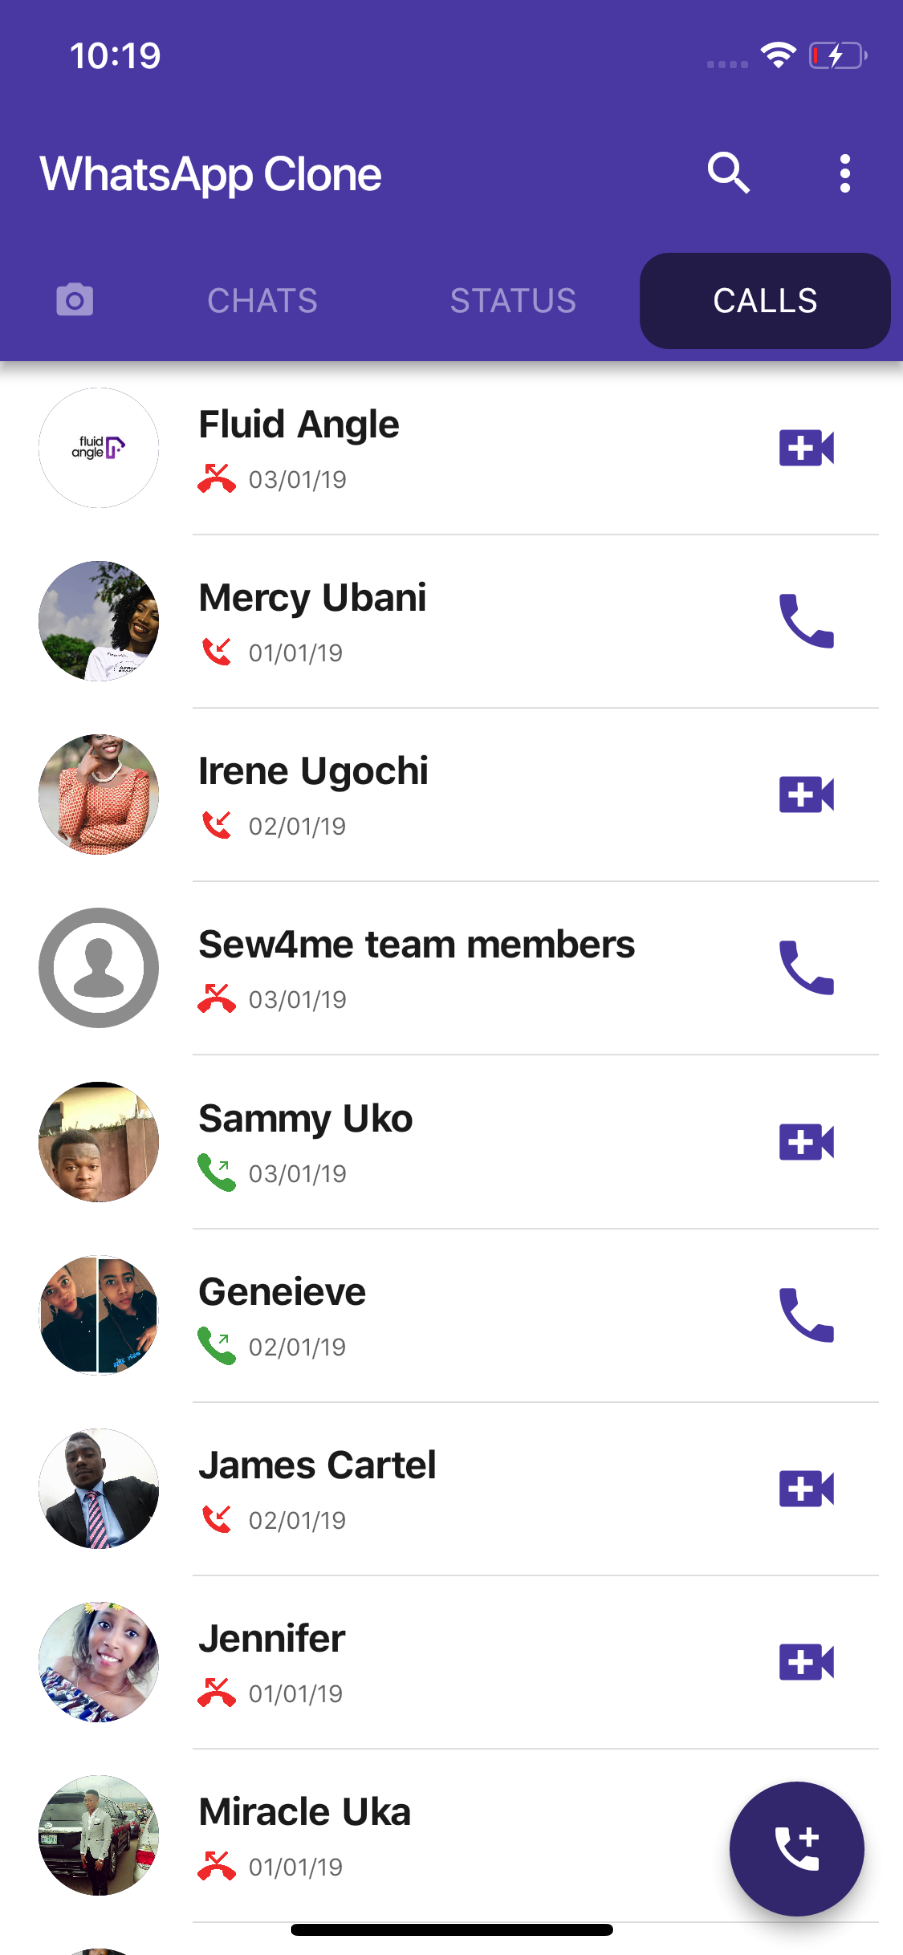 10:19
WhatsApp Clone
CHATS
STATUS
CALLS
fluid
angle
Fluid Angle
03/01/19
Mercy Ubani
01/01/19
Irene Ugochi
02/01/19
Sew4me team members
03/01/19
Sammy Uko
03/01/19
Geneieve
02/01/19
James Cartel
02/01/19
Jennifer
01/01/19
Miracle Uka
01/01/19